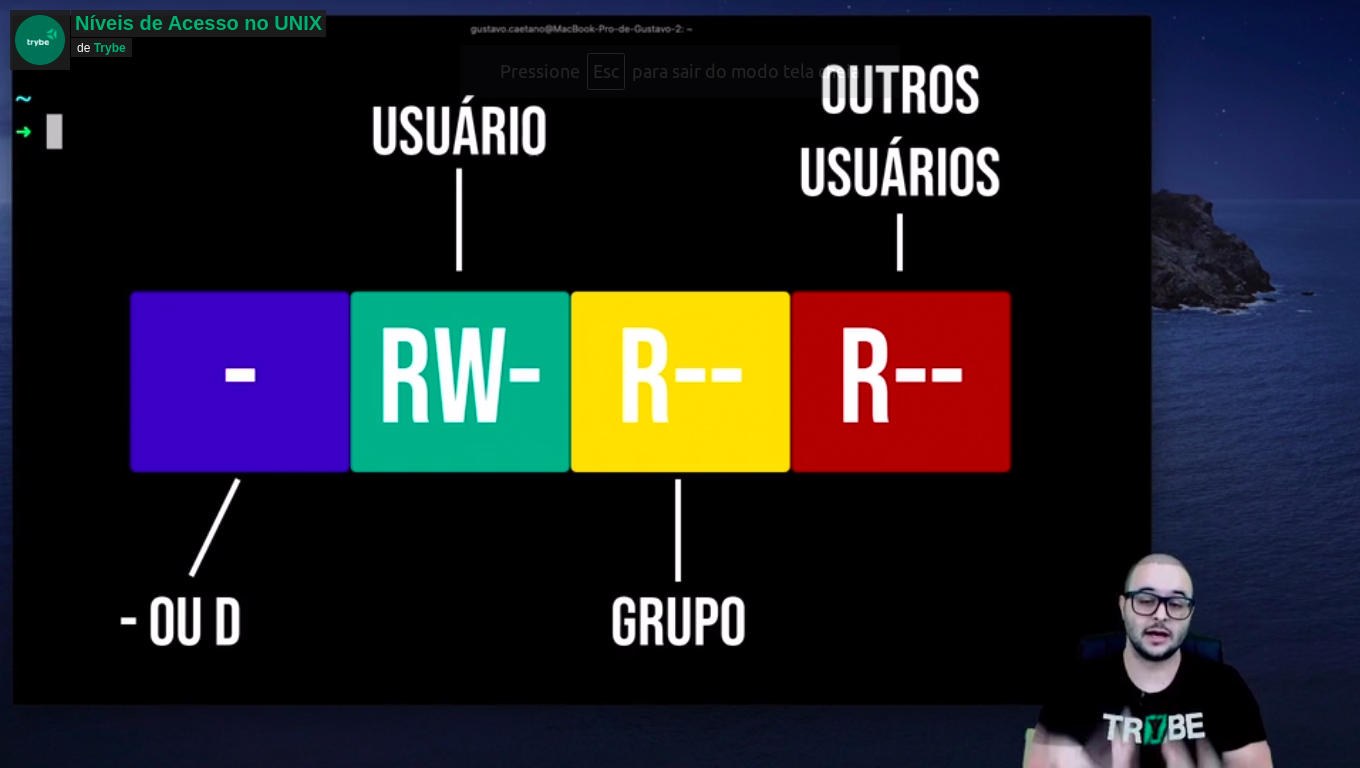 Níveis de Acesso no UNIX
trybe
de Trybe
gustavo.caetano@MacBook-Pro-de-Gustavo-2: ~
Pressione Esc para sair do modo tela cheia
~
USUÁRIO
OUTROS
USUÁRIOS
-
RW-
R--
R--
- OU D
GRUPO
TRYBE